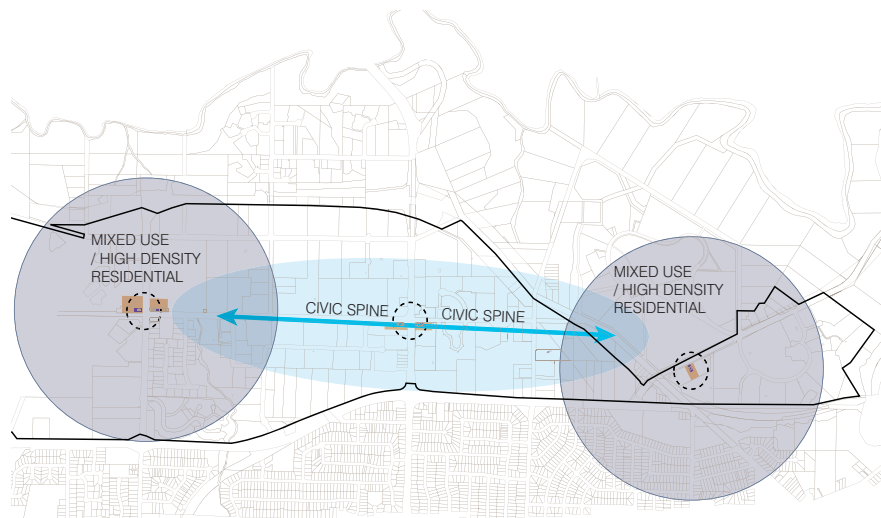 MIXED USE
/ HIGH DENSITY
RESIDENTIAL
CIVIC SPINE
CIVIC SPINE
MIXED USE
/ HIGH DENSITY
RESIDENTIAL